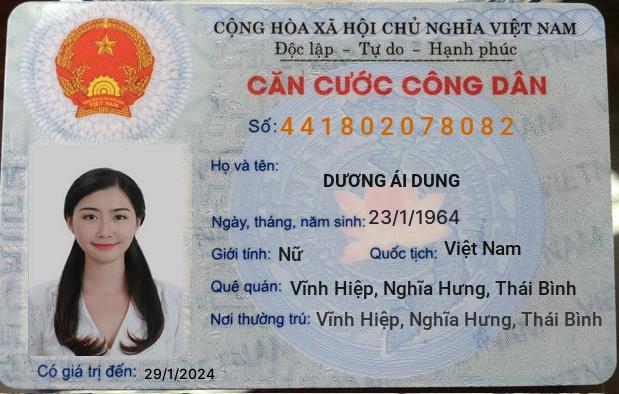 CỘNG HÒA XÃ HỘI CHỦ NGHĨA VIỆT NAM
Độc lập - Tự do - Hạnh phúc
CĂN CƯỚC CÔNG DÂN
Số: 441802078082
Họ và tên:
DƯƠNG ÁI DUNG
Ngày, tháng, năm sinh: 23/1/1964
Giới tính: Nữ Quốc tịch: Việt Nam
Quê quán: Vĩnh Hiệp, Nghĩa Hưng, Thái Bình
Nơi thường trú: Vĩnh Hiệp, Nghĩa Hưng, Thái Bình
Có giá trị đến: 29/1/2024
VIỆT NAM